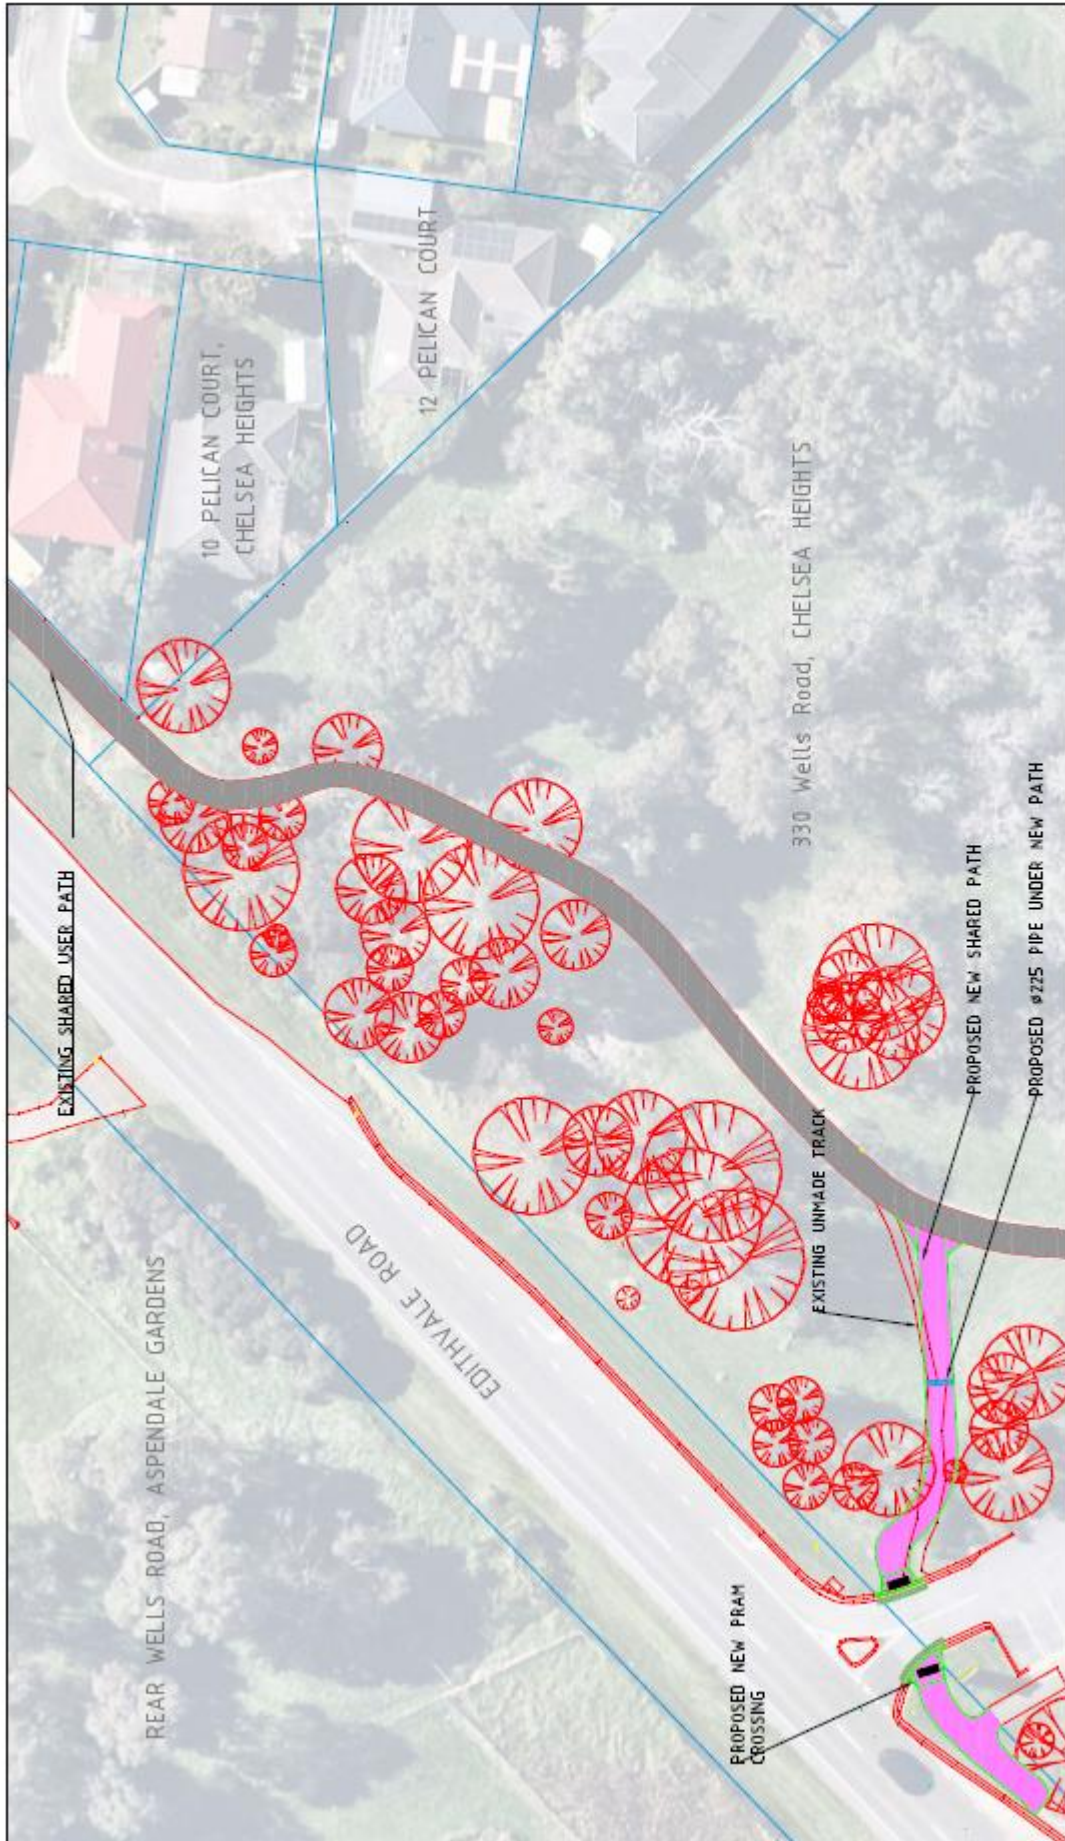 10 PELICAN COURT,
CHELSEA HEIGHTS
12 PELICAN COURT
EXISTING SHARED USER PATH
330 Wells Road, CHELSEA HEIGHTS
REAR WELLS ROAD, ASPENDALE GARDENS
EDITHVALE ROAD
EXISTING UNMADE TRACK
PROPOSED NEW SHARED PATH
PROPOSED ø225 PIPE UNDER NEW PATH
PROPOSED NEW PRAM
CROSSING